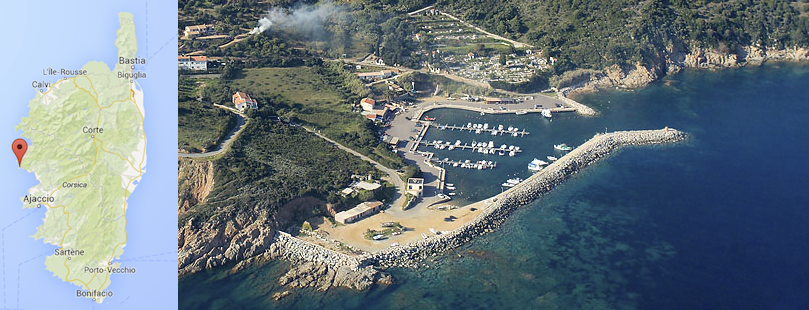 Bastia
Biguglia
L'Île-Rousse
Calvi
Corte
Corsica
Ajaccio
Sartène
Porto-Vecchio
Bonifacio